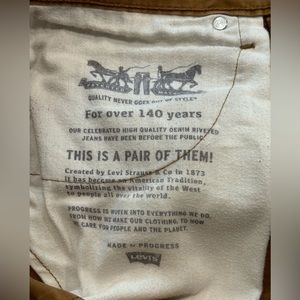 QUALITY NEVER GOES OUT OF STYLE®
For over 140 years
OUR CELEBRATED HIGH QUALITY DENIM RIVETED
JEANS HAVE BEEN BEFORE THE PUBLIC.
THIS IS A PAIR OF THEM!
Created by Levi Strauss & Co in 1873
it has become an American Tradition,
symbolizing the vitality of the West
to people all over the world.
PROGRESS IS WOVEN INTO EVERYTHING WE DO.
FROM HOW WE MAKE OUR CLOTHING, TO HOW
WE CARE FOR PEOPLE AND THE PLANET.
MADE IN PROGRESS
Levi's